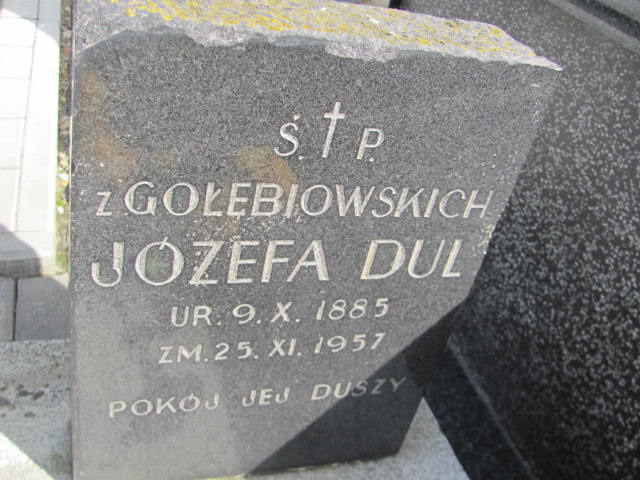 Ś. † P.
z GOŁĘBIOWSKICH
JÓZEFA DUL
UR. 9. X. 1885
ZM. 25. XI. 1957
POKÓJ JEJ DUSZY